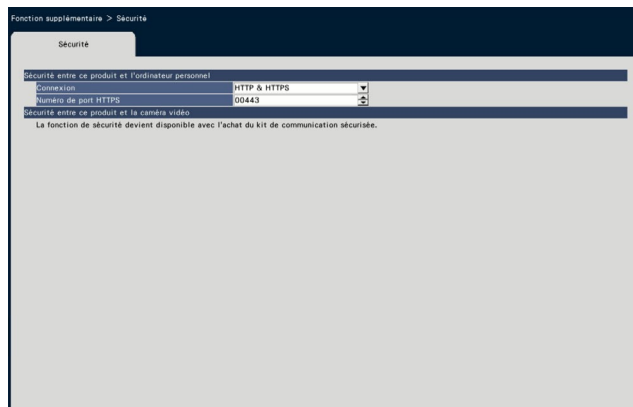 Fonction supplémentaire > Sécurité
Sécurité
Sécurité entre ce produit et l'ordinateur personnel
Connexion HTTP & HTTPS
Numéro de port HTTPS 00443
Sécurité entre ce produit et la caméra vidéo
La fonction de sécurité devient disponible avec l'achat du kit de communication sécurisée.